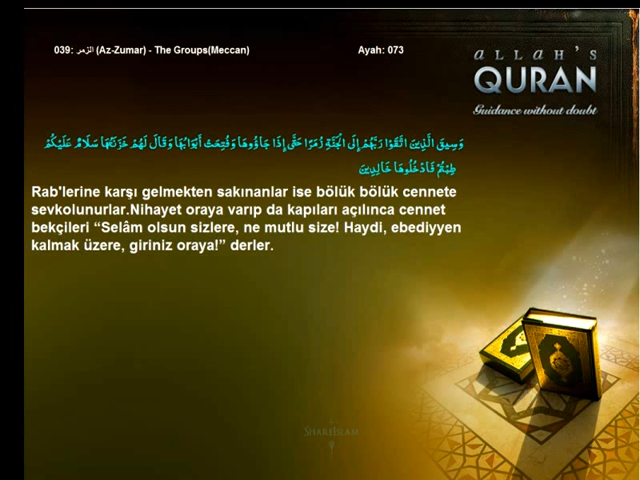 039: الزمر (Az-Zumar) - The Groups(Meccan) Ayah: 073
ALLAH'S
QURAN
Guidance without doubt
وَسِيقَ الَّذِينَ اتَّقَوْا رَبَّهُمْ إِلَى الْجَنَّةِ زُمَرًا حَتَّى إِذَا جَاؤُوهَا وَفُتِحَتْ أَبْوَابُهَا وَقَالَ لَهُمْ خَزَنَتُهَا سَلَامٌ عَلَيْكُمْ
طِبْتُمْ فَادْخُلُوهَا خَالِدِينَ
Rab'lerine karşı gelmekten sakınanlar ise bölük bölük cennete
sevkolunurlar.Nihayet oraya varıp da kapıları açılınca cennet
bekçileri “Selâm olsun sizlere, ne mutlu size! Haydi, ebediyyen
kalmak üzere, giriniz oraya!” derler.
SHAREISLAM